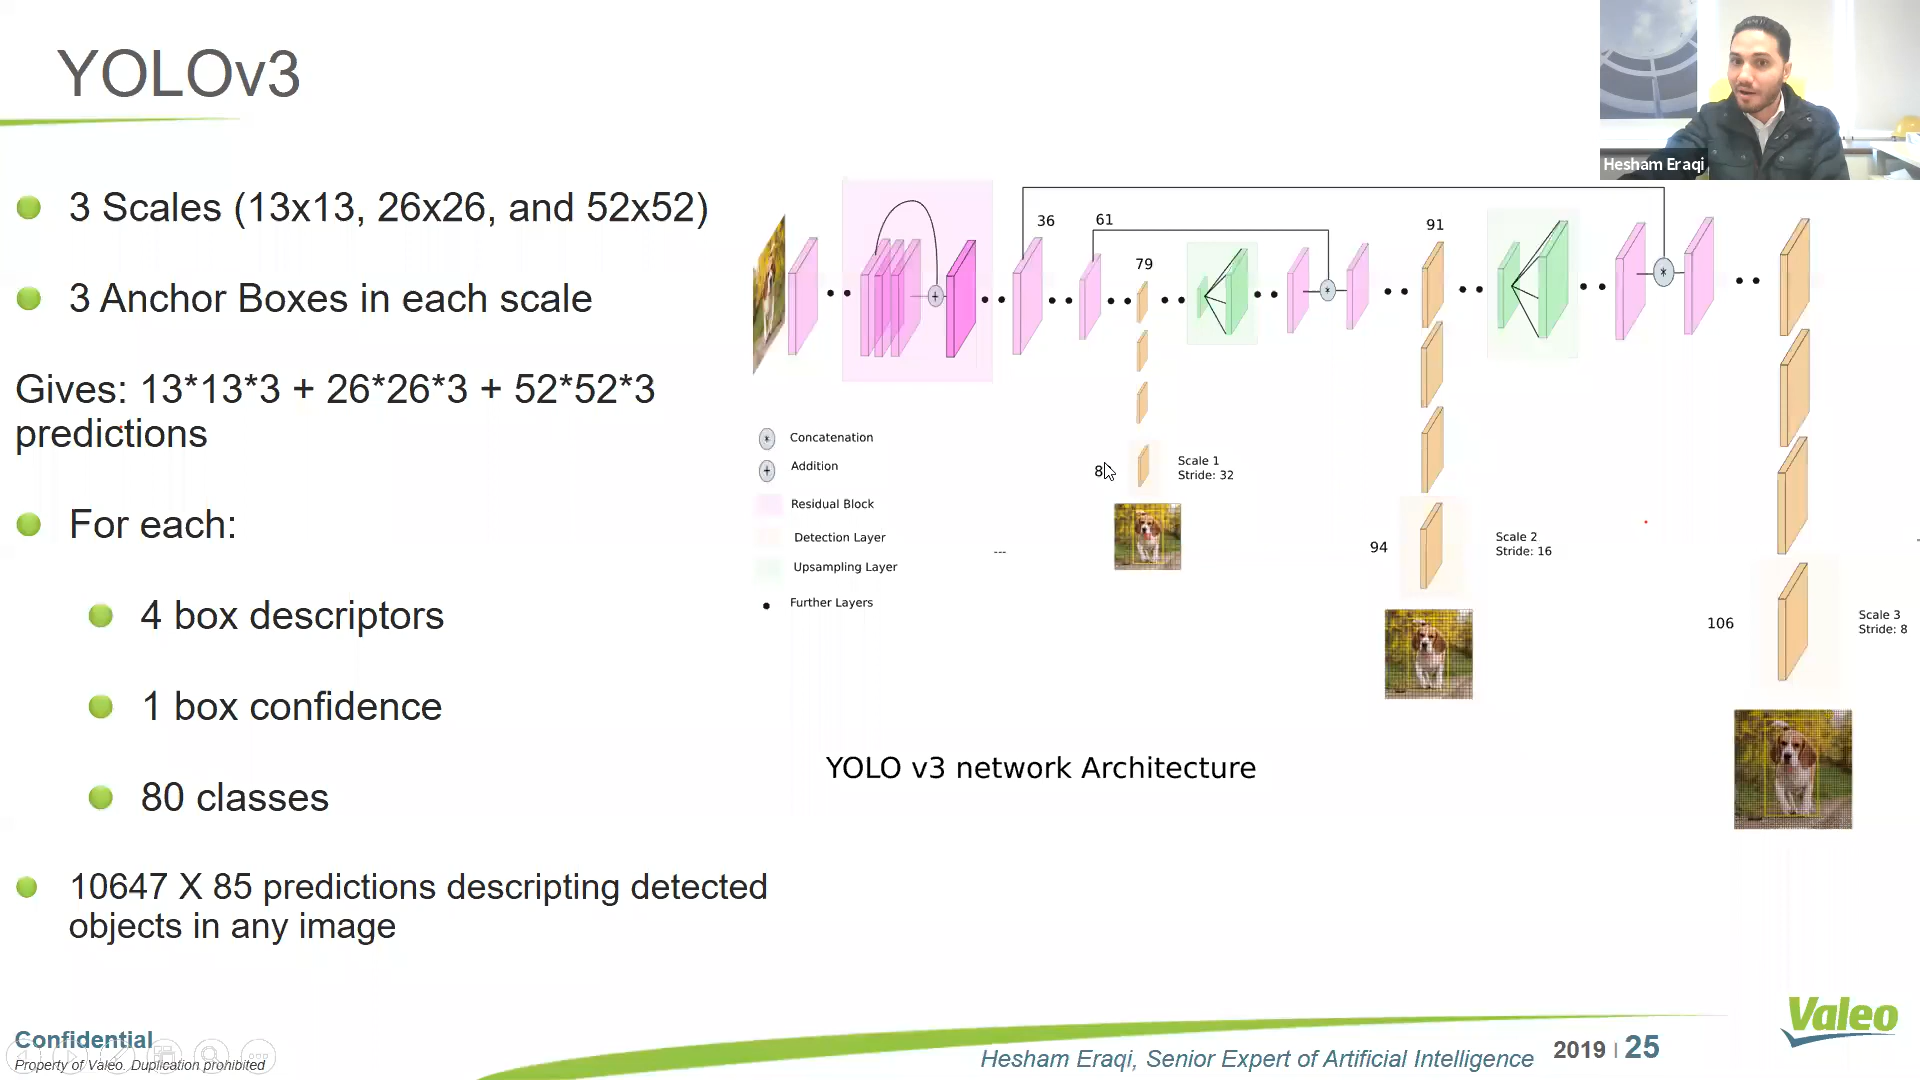 YOLOv3
Hesham Eraqi
3 Scales (13x13, 26x26, and 52x52)
3 Anchor Boxes in each scale
Gives: 13*13*3 + 26*26*3 + 52*52*3
predictions
For each:
4 box descriptors
1 box confidence
80 classes
10647 X 85 predictions descripting detected
objects in any image
36
61
79
91
Concatenation
Addition
Residual Block
Detection Layer
Upsampling Layer
Further Layers
---
Scale 1
Stride: 32
94
Scale 2
Stride: 16
106
Scale 3
Stride: 8
YOLO v3 network Architecture
Confidential
Property of Valeo. Duplication prohibited
Hesham Eraqi, Senior Expert of Artificial Intelligence
2019 | 25
Valeo